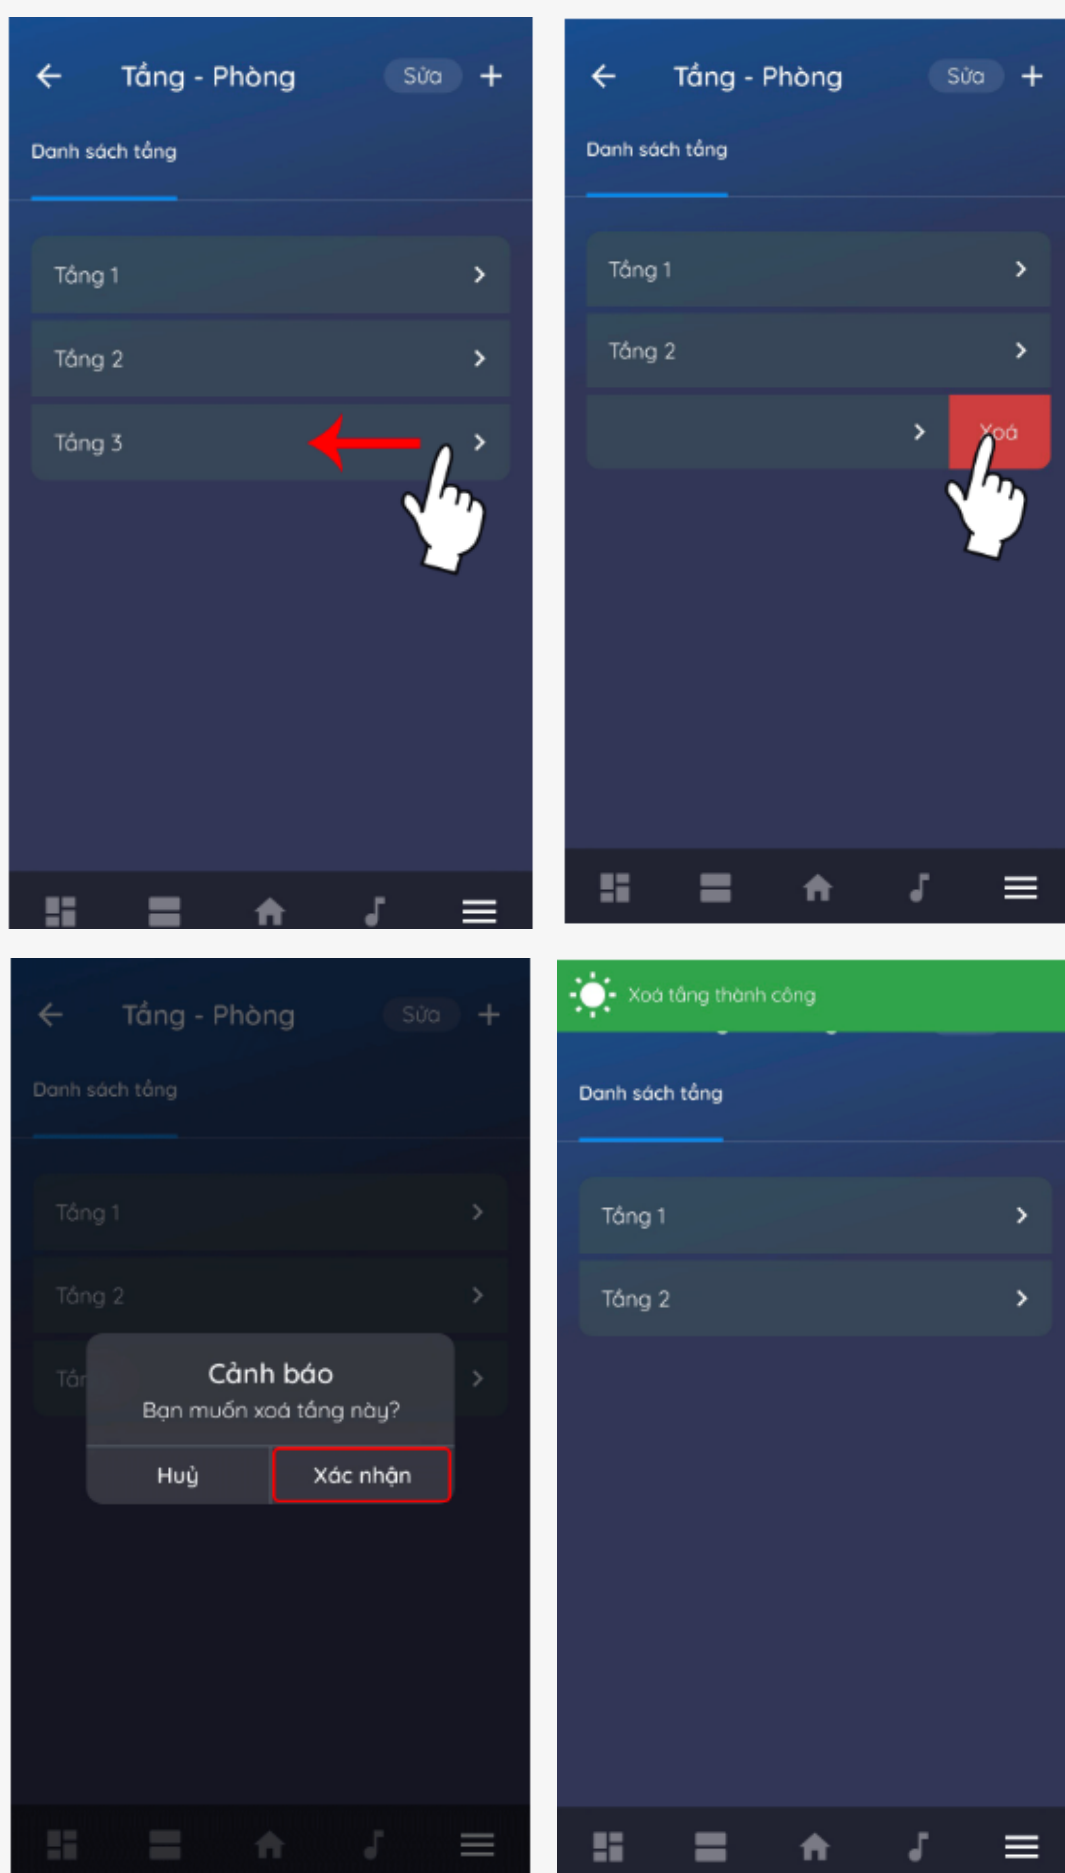 Tầng - Phòng
Sửa
Danh sách tầng
Tầng 1
Tầng 2
Tầng 3
Tầng - Phòng
Sửa
Danh sách tầng
Tầng 1
Tầng 2
Xoá
Tầng - Phòng
Sửa
Danh sách tầng
Tầng 1
Tầng 2
Cảnh báo
Bạn muốn xoá tầng này?
Huỷ
Xác nhận
Xoá tầng thành công
Danh sách tầng
Tầng 1
Tầng 2